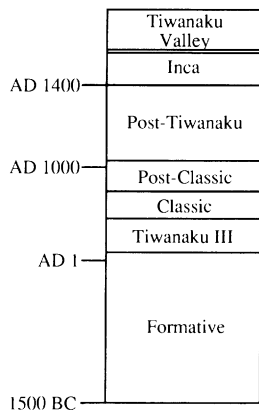 Tiwanaku
Valley
Inca
AD 1400
Post-Tiwanaku
AD 1000
Post-Classic
Classic
Tiwanaku III
AD 1
Formative
1500 BC